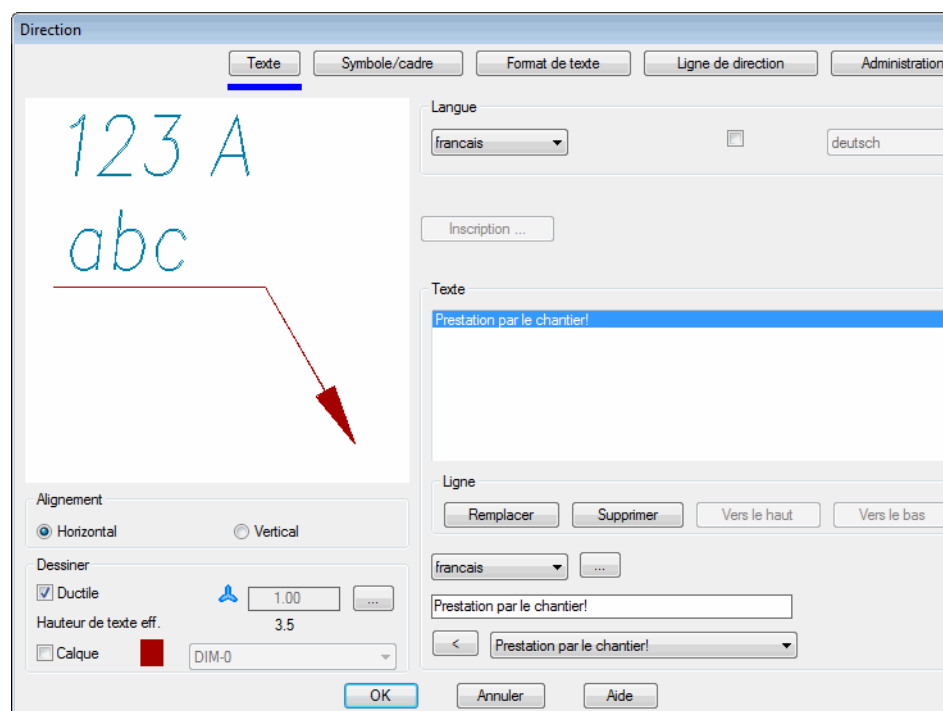 Direction
Texte
Symbole/cadre
Format de texte
Ligne de direction
Administration
123 A
abc
Langue
francais
deutsch
Inscription ...
Texte
Prestation par le chantier!
Ligne
Remplacer
Supprimer
Vers le haut
Vers le bas
Alignement
Horizontal
Vertical
Dessiner
Ductile
1.00
...
Hauteur de texte eff.
3.5
Calque
DIM-0
francais
...
Prestation par le chantier!
<
Prestation par le chantier!
OK
Annuler
Aide